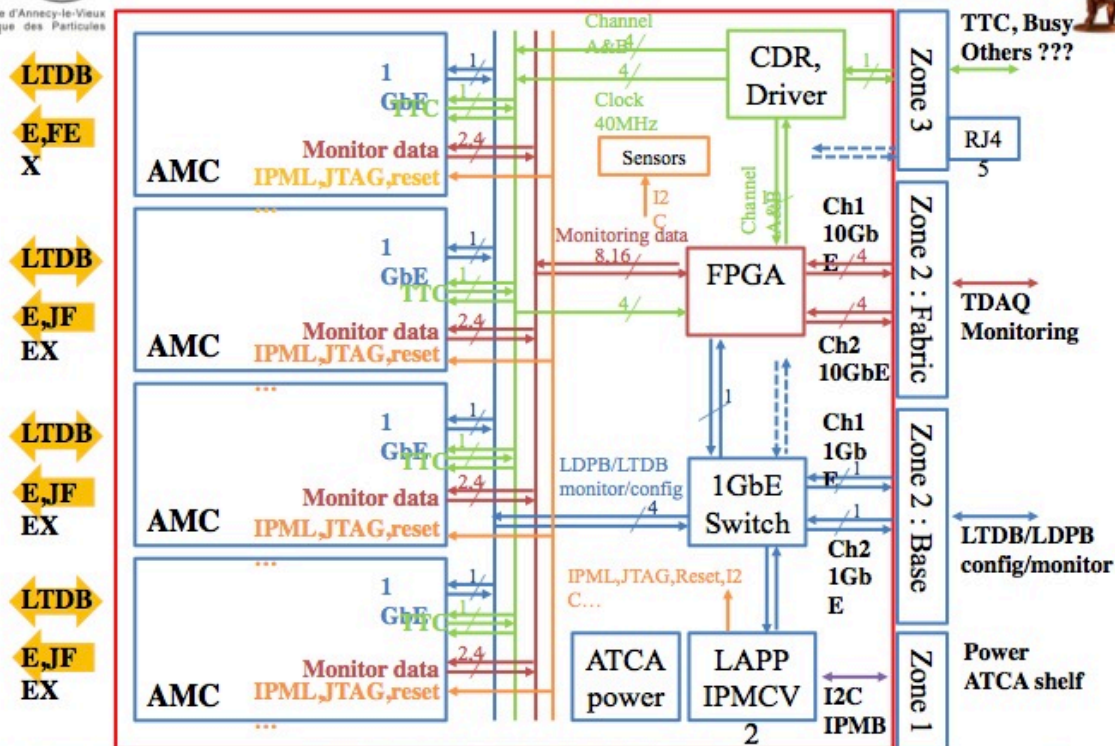 e d'Annecy-le-Vieux
que des Particules
LTDB
E,FE
X
LTDB
E,JF
EX
LTDB
E,JF
EX
LTDB
E,JF
EX
1
GbE
1
TTC
1
Monitor data
2,4
IPML,JTAG,reset
AMC
...
1
GbE
1
TTC
1
Monitor data
2,4
IPML,JTAG,reset
AMC
...
1
GbE
1
TTC
1
Monitor data
2,4
IPML,JTAG,reset
AMC
...
1
GbE
1
TTC
1
Monitor data
2,4
IPML,JTAG,reset
AMC
...
Channel
A&B
4
4
Clock
40MHz
CDR,
Driver
1
Sensors
I2
C
Channel
A&B
Monitoring data
8,16
4
FPGA
Ch1
10Gb
E
4
4
Ch2
10GbE
1
LDPB/LTDB
monitor/config
4
1GbE
Switch
Ch1
1Gb
E
1
1
Ch2
1Gb
E
IPML,JTAG,Reset,I2
C...
ATCA
power
LAPP
IPMCV
2
I2C
IPMB
Zone 3
RJ4
5
Zone 2 : Fabric
Zone 2 : Base
Zone 1
TTC, Busy
Others ???
TDAQ
Monitoring
LTDB/LDPB
config/monitor
Power
ATCA shelf